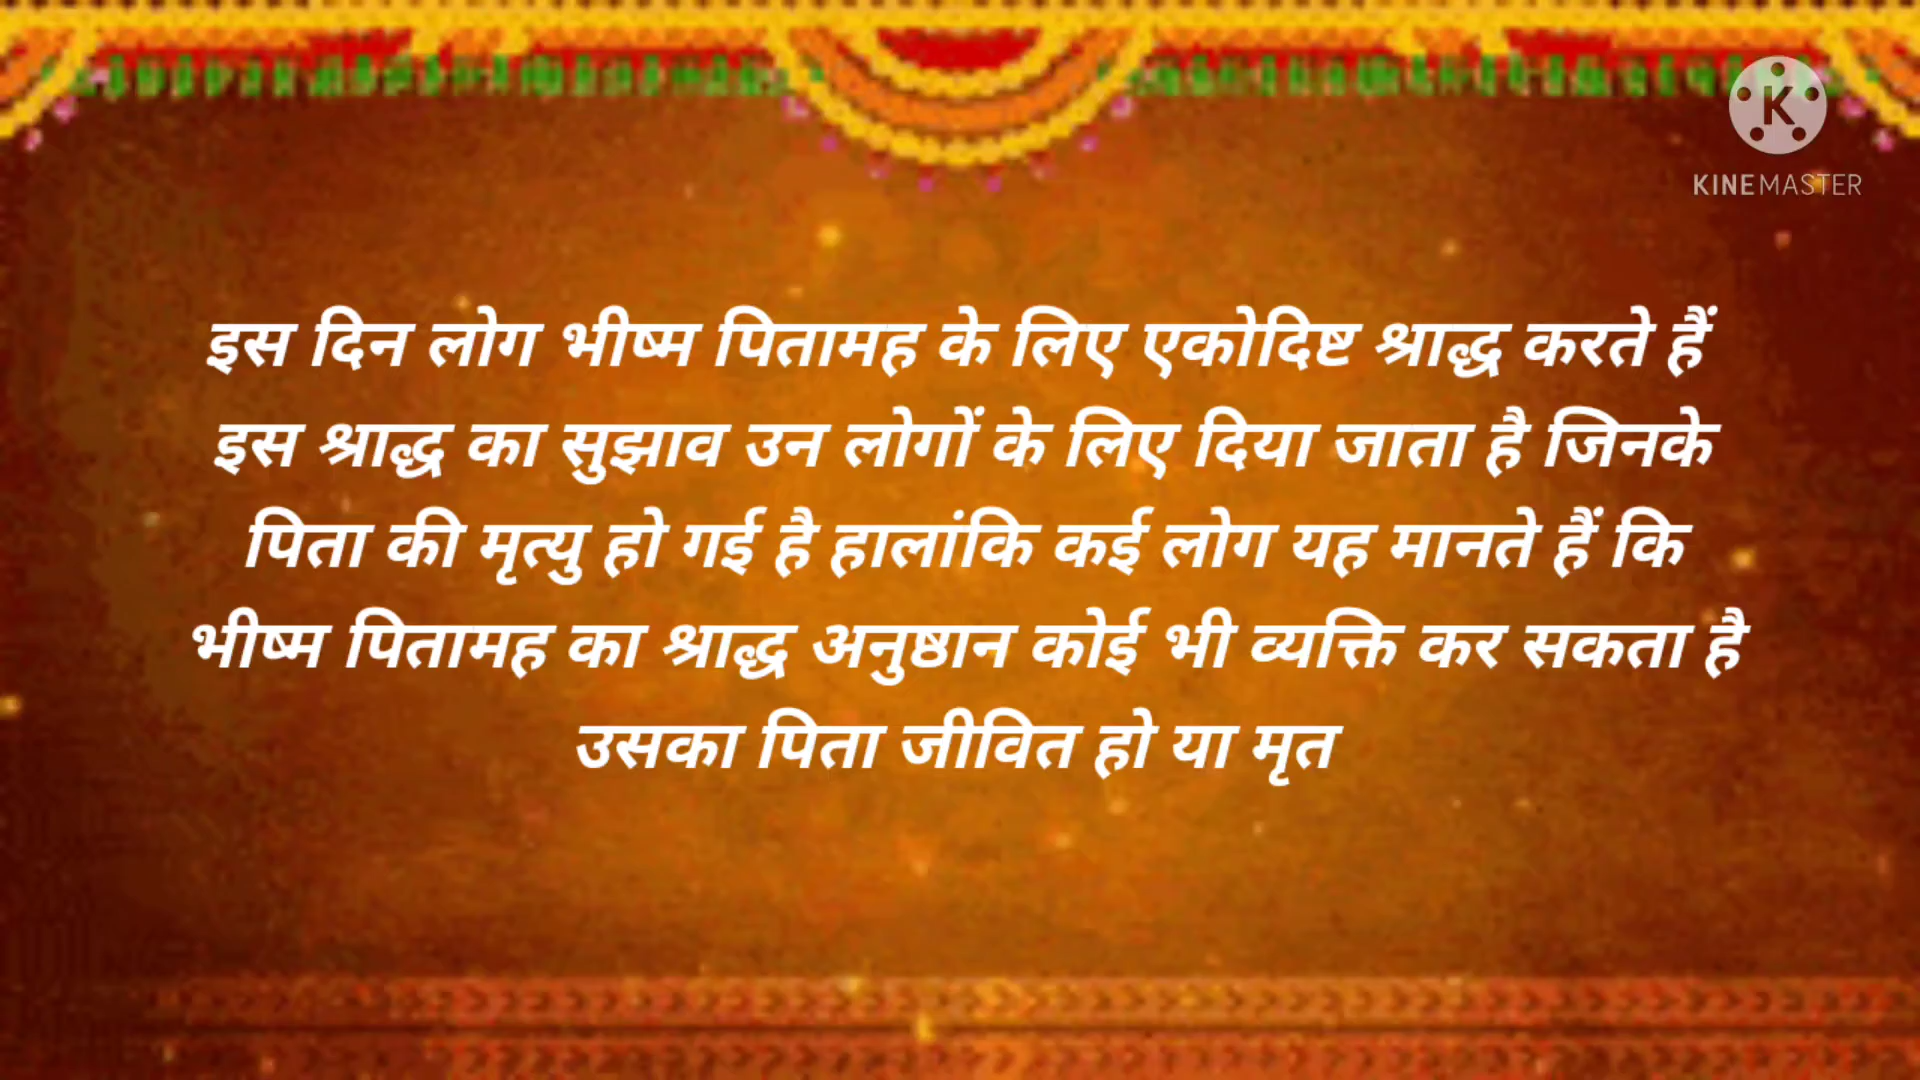 KINEMASTER
इस दिन लोग भीष्म पितामह के लिए एकोदिष्ट श्राद्ध करते हैं
इस श्राद्ध का सुझाव उन लोगों के लिए दिया जाता है जिनके
पिता की मृत्यु हो गई है हालांकि कई लोग यह मानते हैं कि
भीष्म पितामह का श्राद्ध अनुष्ठान कोई भी व्यक्ति कर सकता है
उसका पिता जीवित हो या मृत